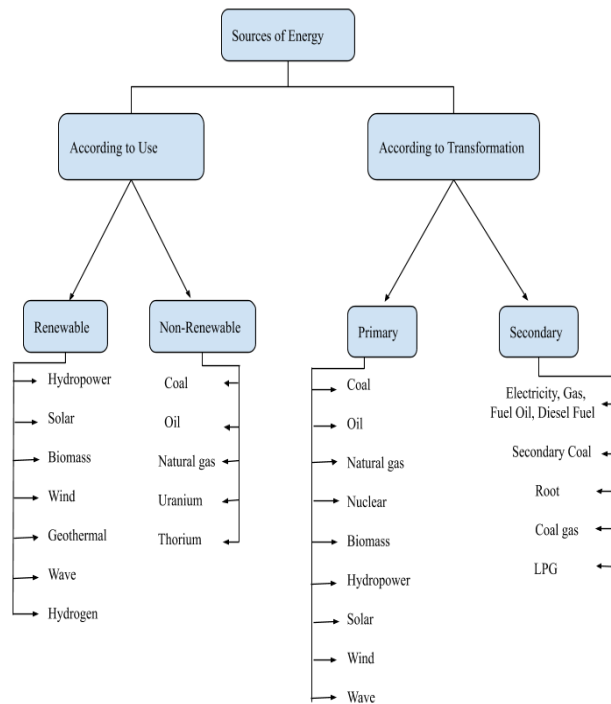 Sources of Energy
According to Use
According to Transformation
Renewable
Non-Renewable
Primary
Secondary
Hydropower
Solar
Biomass
Wind
Geothermal
Wave
Hydrogen
Coal
Oil
Natural gas
Uranium
Thorium
Coal
Oil
Natural gas
Nuclear
Biomass
Hydropower
Solar
Wind
Wave
Electricity, Gas,
Fuel Oil, Diesel Fuel
Secondary Coal
Root
Coal gas
LPG